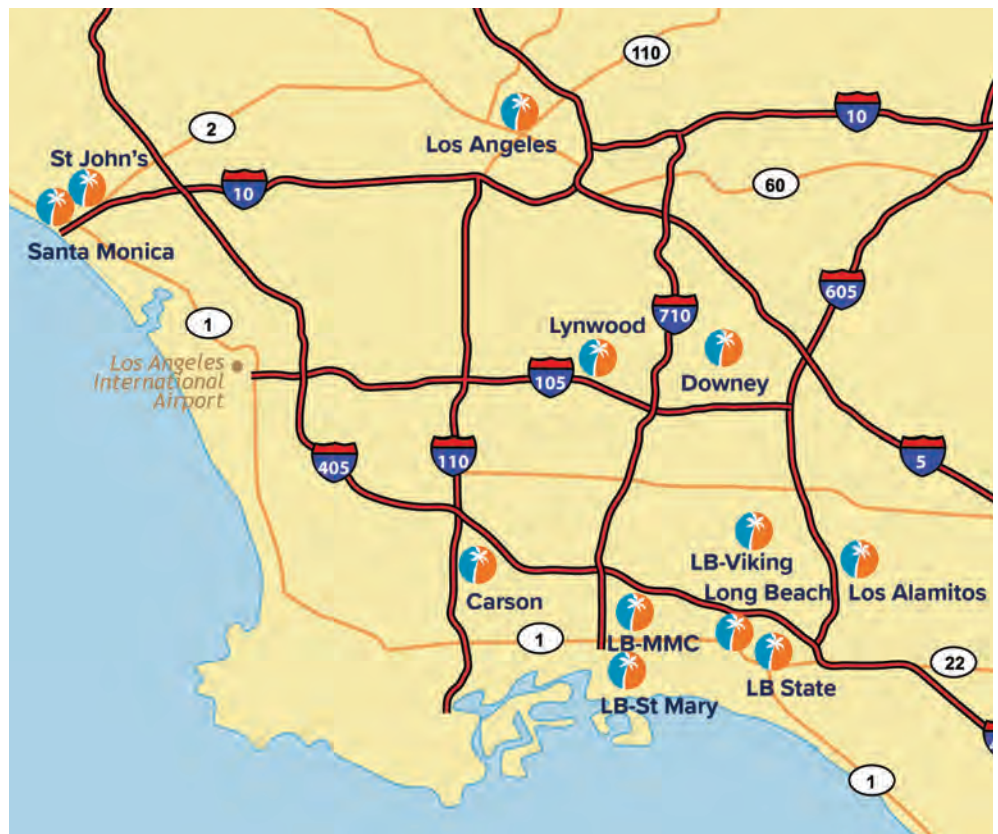 110
10
2
Los Angeles
St John's
10
60
Santa Monica
605
710
1
Lynwood
Los Angeles
International
Airport
105
Downey
405
110
5
LB-Viking
Carson
Long Beach
Los Alamitos
1
LB-MMC
22
LB State
LB-St Mary
1